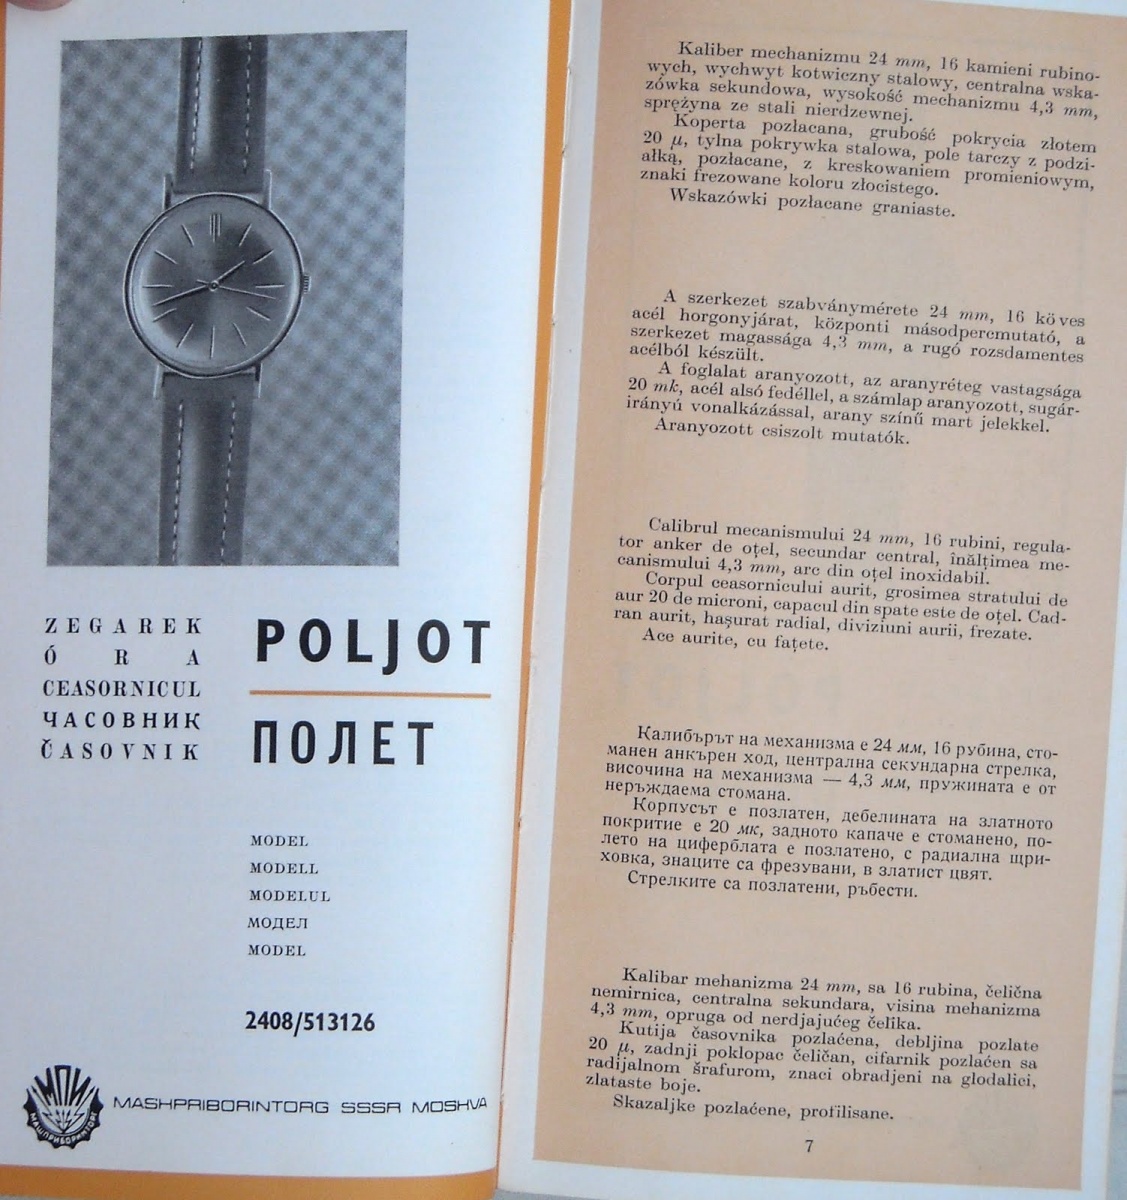 ZEGAREK
ÓRA
CEASORNICUL
ЧАСОВНИК
ČASOVNIK
POLJOT
ПОЛЕТ
MODEL
MODELL
MODELUL
МОДЕЛ
MODEL
2408/513126
МПИ
МАШПРИБОРИНТОРГ
MASHPRIBORINTORG SSSR MOSHVA
Kaliber mechanizmu 24 mm, 16 kamieni rubino-
wych, wychwyt kotwiczny stalowy, centralna wska-
zówka sekundowa, wysokość mechanizmu 4,3 mm,
sprężyna ze stali nierdzewnej.
Koperta pozłacana, grubość pokrycia złotem
20 μ, tylna pokrywka stalowa, pole tarczy z podzi-
ałką, pozłacane, z kreskowaniem promieniowym,
znaki frezowane koloru złocistego.
Wskazówki pozłacane graniaste.
A szerkezet szabványmérete 24 mm, 16 köves
acél horgonyjárat, központi másodpercmutató, a
szerkezet magassága 4,3 mm, a rugó rozsdamentes
acélból készült.
A foglalat aranyozott, az aranyréteg vastagsága
20 mk, acél alsó fedéllel, a számlap aranyozott, sugár-
irányú vonalkázással, arany színű mart jelekkel.
Aranyozott csiszolt mutatók.
Calibrul mecanismului 24 mm, 16 rubini, regula-
tor anker de oțel, secundar central, înălțimea me-
canismului 4,3 mm, arc din oțel inoxidabil.
Corpul ceasornicului aurit, grosimea stratului de
aur 20 de microni, capacul din spate este de oțel. Cad-
ran aurit, hașurat radial, diviziuni aurii, frezate.
Ace aurite, cu fațete.
Калибърът на механизма е 24 мм, 16 рубина, сто-
манен анкърен ход, централна секундарна стрелка,
височина на механизма — 4,3 мм, пружината е от
неръждаема стомана.
Корпусът е позлатен, дебелината на златното
покритие е 20 мк, задното капаче е стоманено, по-
лето на циферблата е позлатено, с радиална щри-
ховка, знаците са фрезувани, в златист цвят.
Стрелките са позлатени, ръбести.
Kalibar mehanizma 24 mm, sa 16 rubina, čelična
nemirnica, centralna sekundara, visina mehanizma
4,3 mm, opruga od nerdjajućeg čelika.
Kutija časovnika pozlaćena, debljina pozlate
20 μ, zadnji poklopac čeličan, cifarnik pozlaćen sa
radijalnom šrafurom, znaci obradjeni na glodalici,
zlataste boje.
Skazaljke pozlaćene, profilisane.
7